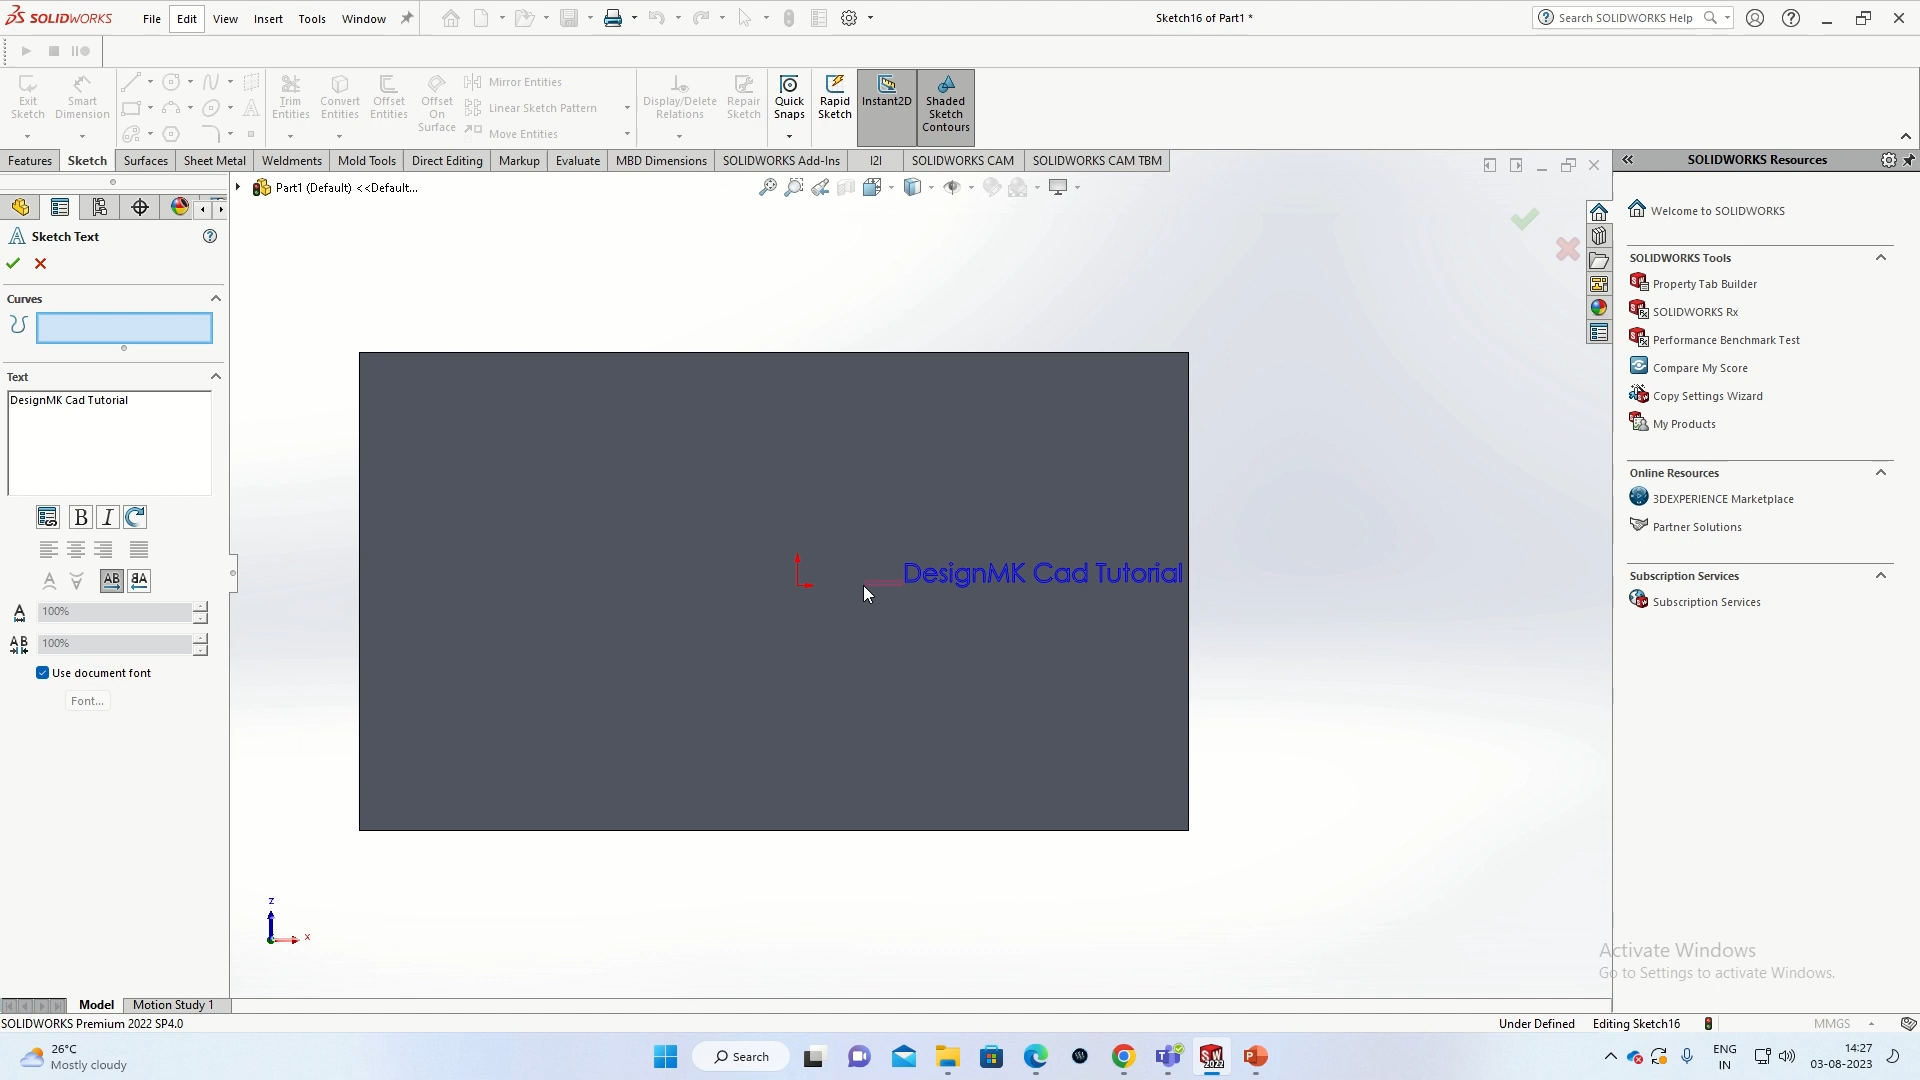 SOLIDWORKS File Edit View Insert Tools Window Sketch16 of Part1 * Search SOLIDWORKS Help
Exit Sketch
Smart Dimension
Trim Entities
Convert Entities
Offset Entities
Offset On Surface
Mirror Entities
Linear Sketch Pattern
Move Entities
Display/Delete Relations
Repair Sketch
Quick Snaps
Rapid Sketch
Instant2D
Shaded Sketch Contours
Features Sketch Surfaces Sheet Metal Weldments Mold Tools Direct Editing Markup Evaluate MBD Dimensions SOLIDWORKS Add-Ins I2I SOLIDWORKS CAM SOLIDWORKS CAM TBM
SOLIDWORKS Resources
Part1 (Default) <<Default...
Sketch Text
Curves
Text
DesignMK Cad Tutorial
B I
AB
100%
AB
100%
Use document font
Font...
DesignMK Cad Tutorial
z
x
Welcome to SOLIDWORKS
SOLIDWORKS Tools
Property Tab Builder
SOLIDWORKS Rx
Performance Benchmark Test
Compare My Score
Copy Settings Wizard
My Products
Online Resources
3DEXPERIENCE Marketplace
Partner Solutions
Subscription Services
Subscription Services
Activate Windows
Go to Settings to activate Windows.
Model Motion Study 1
SOLIDWORKS Premium 2022 SP4.0 Under Defined Editing Sketch16 MMGS
26°C
Mostly cloudy
Search
ENG
IN
14:27
03-08-2023